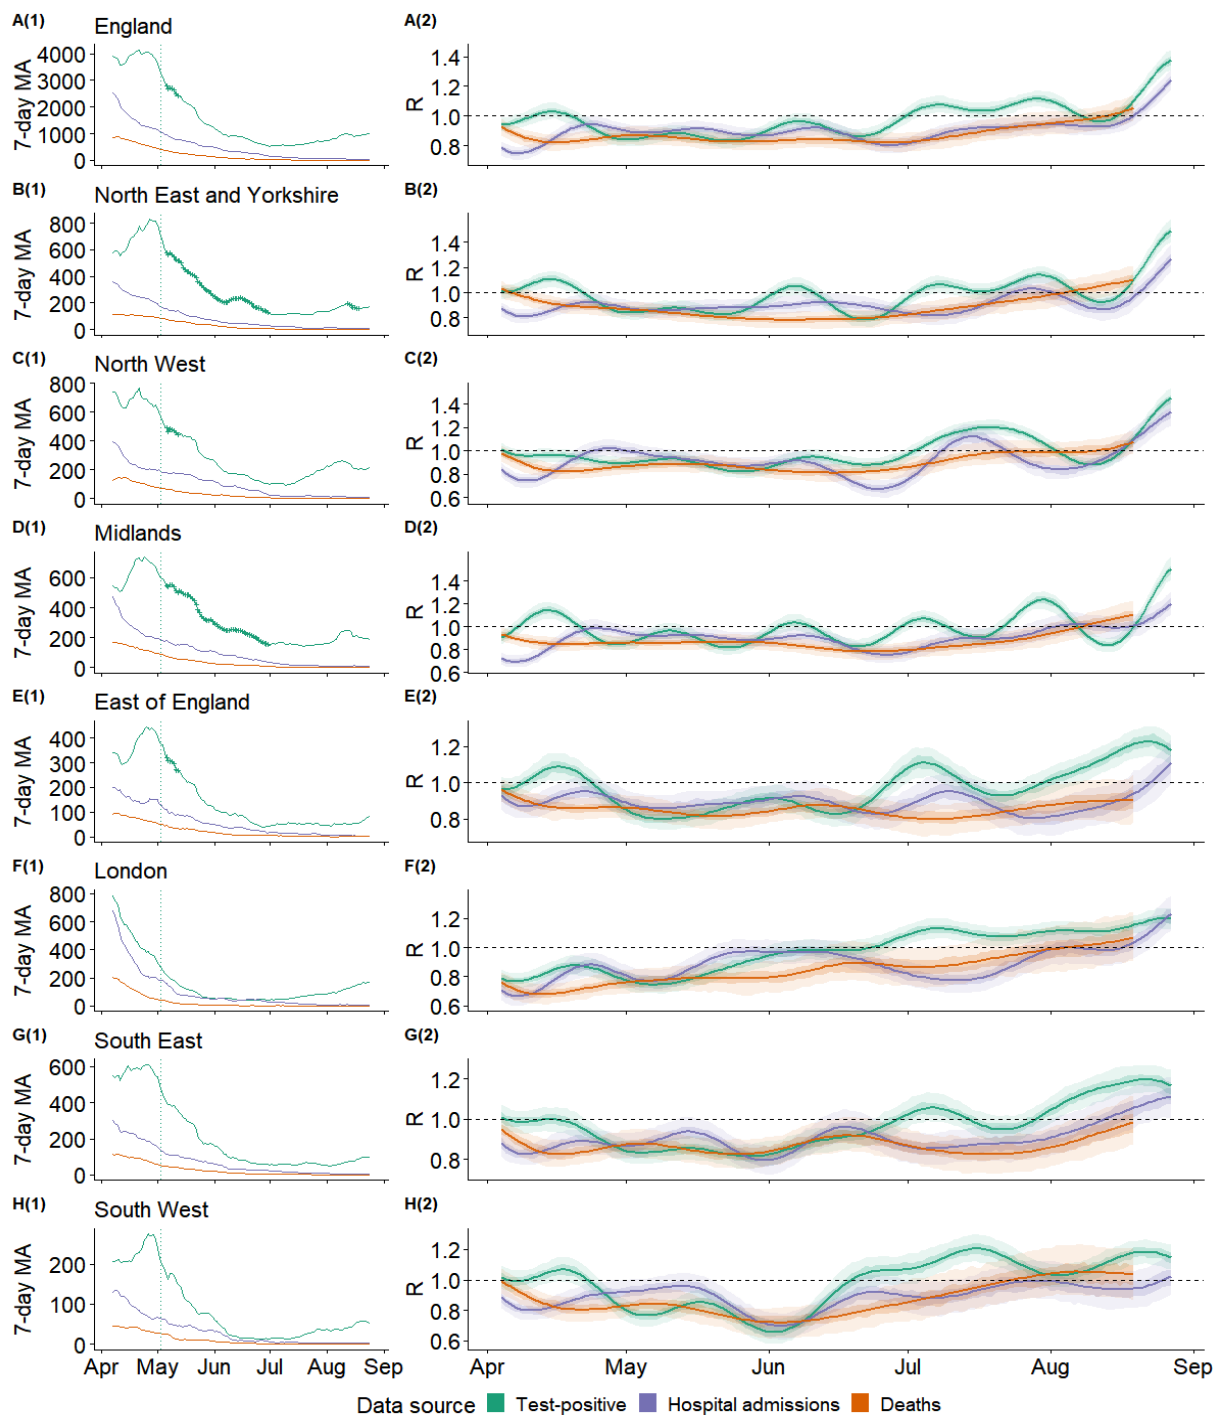 A(1) England A(2)
7-day MA
4000
3000
2000
1000
0
R
1.4
1.2
1.0
0.8
B(1) North East and Yorkshire B(2)
7-day MA
800
600
400
200
0
R
1.4
1.2
1.0
0.8
C(1) North West C(2)
7-day MA
800
600
400
200
0
R
1.4
1.2
1.0
0.8
0.6
D(1) Midlands D(2)
7-day MA
600
400
200
0
R
1.4
1.2
1.0
0.8
0.6
E(1) East of England E(2)
7-day MA
400
300
200
100
0
R
1.2
1.0
0.8
F(1) London F(2)
7-day MA
800
600
400
200
0
R
1.2
1.0
0.8
0.6
G(1) South East G(2)
7-day MA
600
400
200
0
R
1.2
1.0
0.8
H(1) South West H(2)
7-day MA
200
100
0
R
1.2
1.0
0.8
0.6
Apr May Jun Jul Aug Sep
Apr May Jun Jul Aug Sep
Data source Test-positive Hospital admissions Deaths